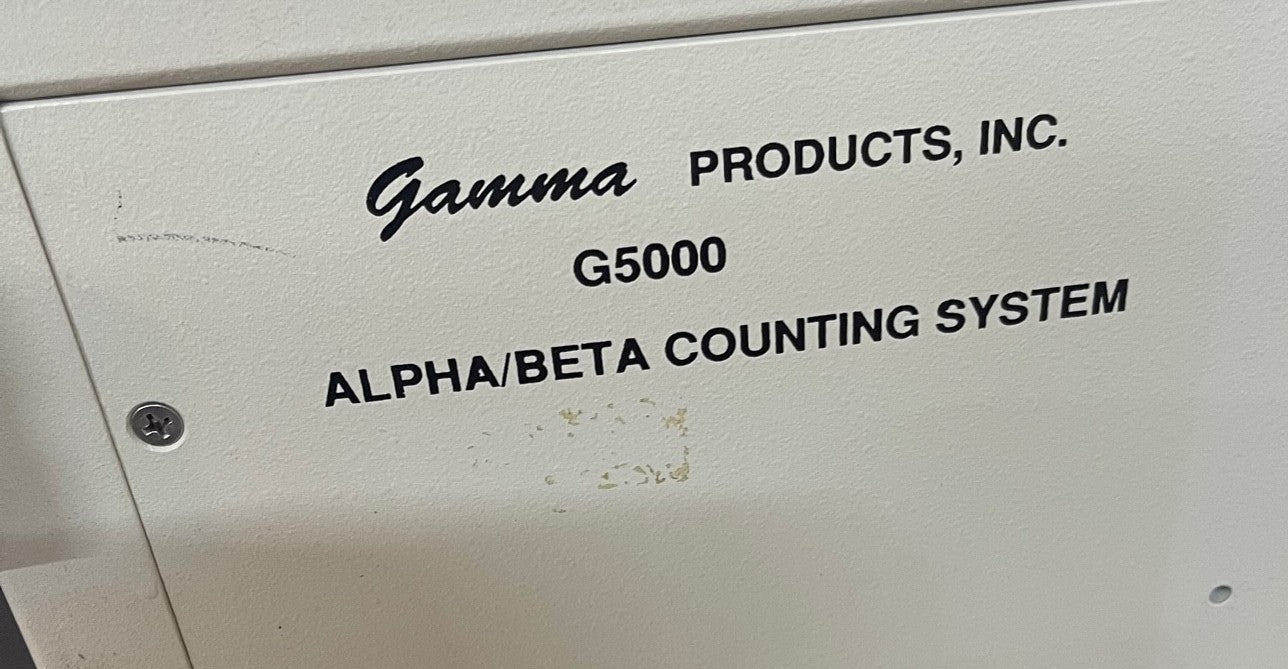 Gamma PRODUCTS, INC.
G5000
ALPHA/BETA COUNTING SYSTEM